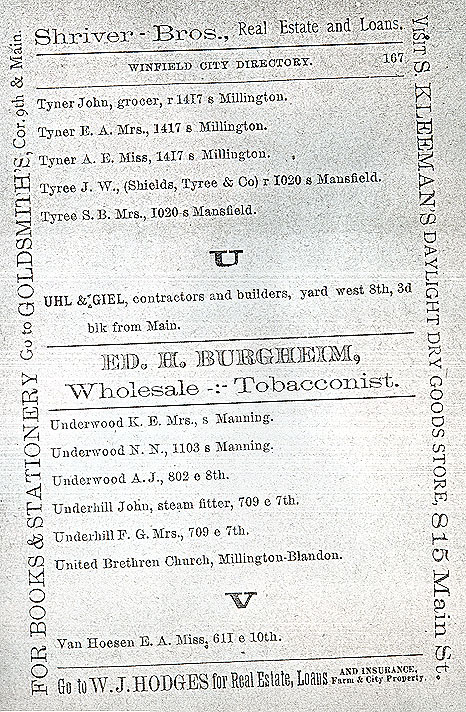 Shriver - Bros., Real Estate and Loans.
WINFIELD CITY DIRECTORY. 167
Tyner John, grocer, r 1417 s Millington.
Tyner E. A. Mrs., 1417 s Millington.
Tyner A. E. Miss, 1417 s Millington.
Tyree J. W., (Shields, Tyree & Co) r 1020 s Mansfield.
Tyree S. B. Mrs., 1020 s Mansfield.
U
UHL & GIEL, contractors and builders, yard west 8th, 3d
blk from Main.
ED. H. BURGHEIM,
Wholesale -:- Tobacconist.
Underwood K. E. Mrs., s Manning.
Underwood N. N., 1103 s Manning.
Underwood A. J., 802 e 8th.
Underhill John, steam fitter, 709 e 7th.
Underhill F. G. Mrs., 709 e 7th.
United Brethren Church, Millington-Blandon.
V
Van Hoesen E. A. Miss, 611 e 10th.
Go to W. J. HODGES for Real Estate, Loans AND INSURANCE, Farm & City Property.
FOR BOOKS & STATIONERY Go to GOLDSMITH'S, Cor. 9th & Main.
Visit S. KLEEMAN'S DAYLIGHT DRY GOODS STORE, 815 Main St.